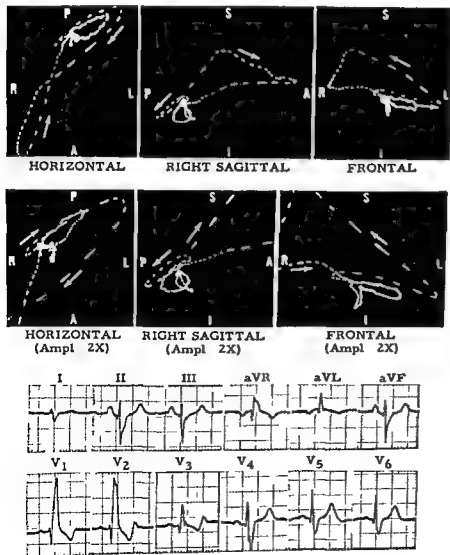 P S S
R L P A R L
A I I
HORIZONTAL RIGHT SAGITTAL FRONTAL
P S S
R L P A R L
A I I
HORIZONTAL RIGHT SAGITTAL FRONTAL
(Ampl 2X) (Ampl 2X) (Ampl 2X)
I II III aVR aVL aVF
V1 V2 V3 V4 V5 V6